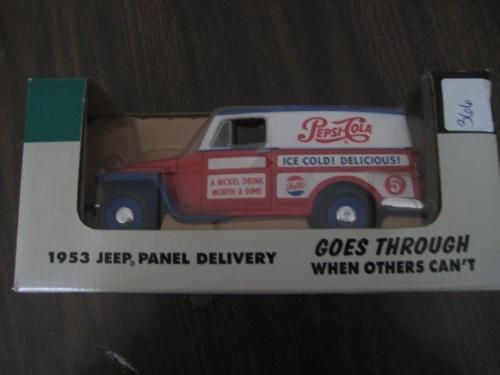 366
PEPSI-COLA
ICE COLD! DELICIOUS!
A NICKEL DRINK
WORTH A DIME
5¢
1953 JEEP® PANEL DELIVERY
GOES THROUGH
WHEN OTHERS CAN'T